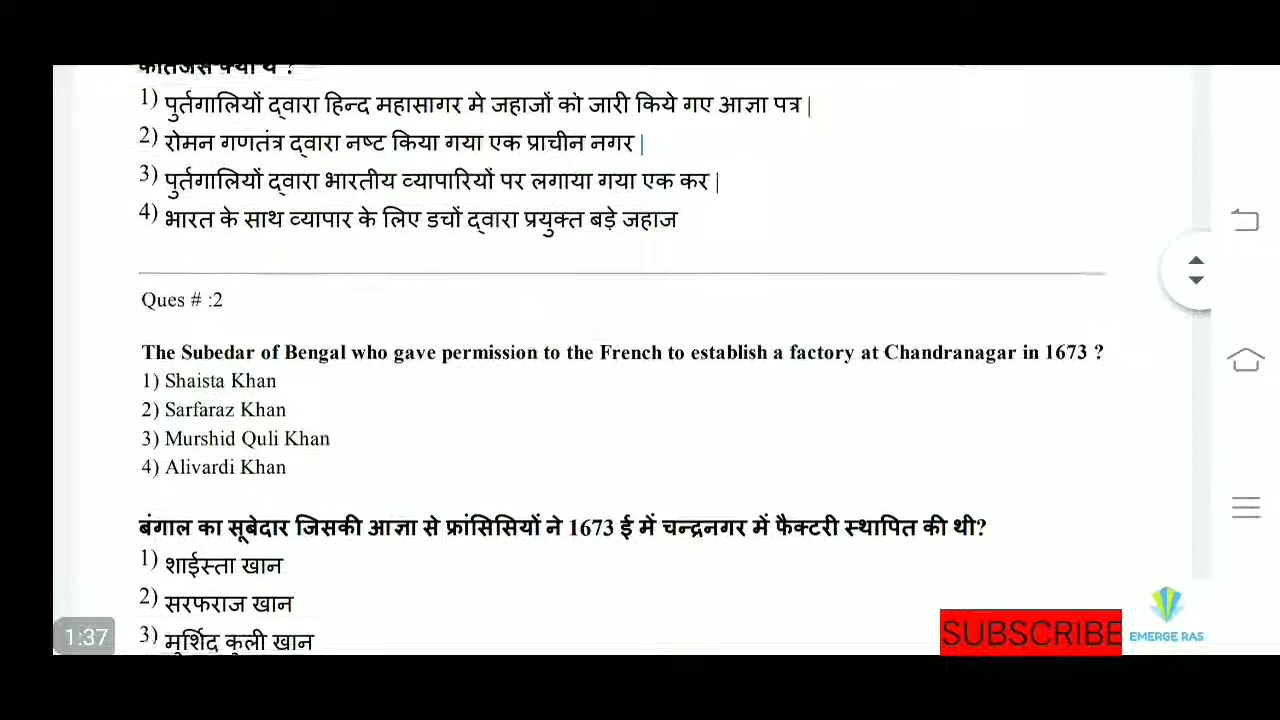 1) पुर्तगालियों द्वारा हिन्द महासागर मे जहाजों को जारी किये गए आज्ञा पत्र |
2) रोमन गणतंत्र द्वारा नष्ट किया गया एक प्राचीन नगर |
3) पुर्तगालियों द्वारा भारतीय व्यापारियों पर लगाया गया एक कर |
4) भारत के साथ व्यापार के लिए डचों द्वारा प्रयुक्त बड़े जहाज
Ques # :2
The Subedar of Bengal who gave permission to the French to establish a factory at Chandranagar in 1673 ?
1) Shaista Khan
2) Sarfaraz Khan
3) Murshid Quli Khan
4) Alivardi Khan
बंगाल का सूबेदार जिसकी आज्ञा से फ्रांसिसियों ने 1673 ई में चन्द्रनगर में फैक्टरी स्थापित की थी?
1) शाईस्ता खान
2) सरफराज खान
3) मुर्शिद कुली खान
1:37
SUBSCRIBE
EMERGE RAS